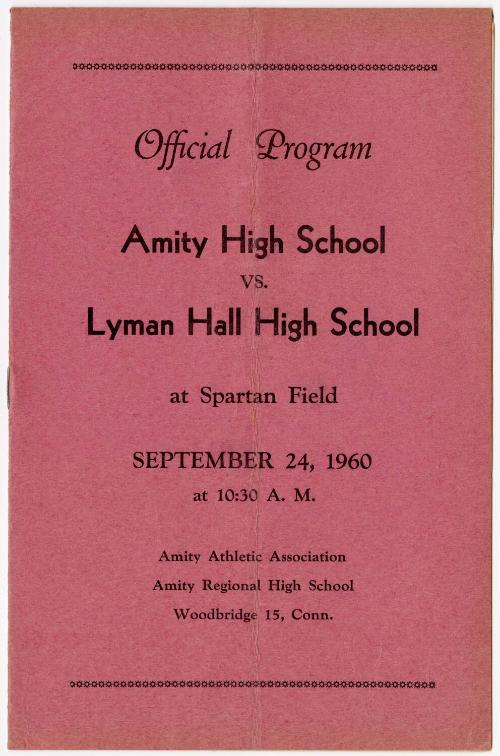 Official Program
Amity High School
VS.
Lyman Hall High School
at Spartan Field
SEPTEMBER 24, 1960
at 10:30 A. M.
Amity Athletic Association
Amity Regional High School
Woodbridge 15, Conn.